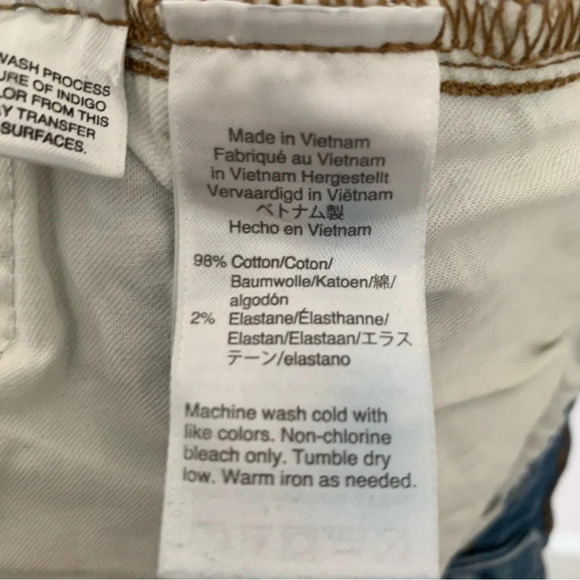 WASH PROCESS
URE OF INDIGO
LOR FROM THIS
Y TRANSFER
SURFACES.
Made in Vietnam
Fabriqué au Vietnam
in Vietnam Hergestellt
Vervaardigd in Viëtnam
ベトナム製
Hecho en Vietnam
98% Cotton/Coton/
Baumwolle/Katoen/綿/
algodón
2% Elastane/Élasthanne/
Elastan/Elastaan/エラス
テーン/elastano
Machine wash cold with
like colors. Non-chlorine
bleach only. Tumble dry
low. Warm iron as needed.